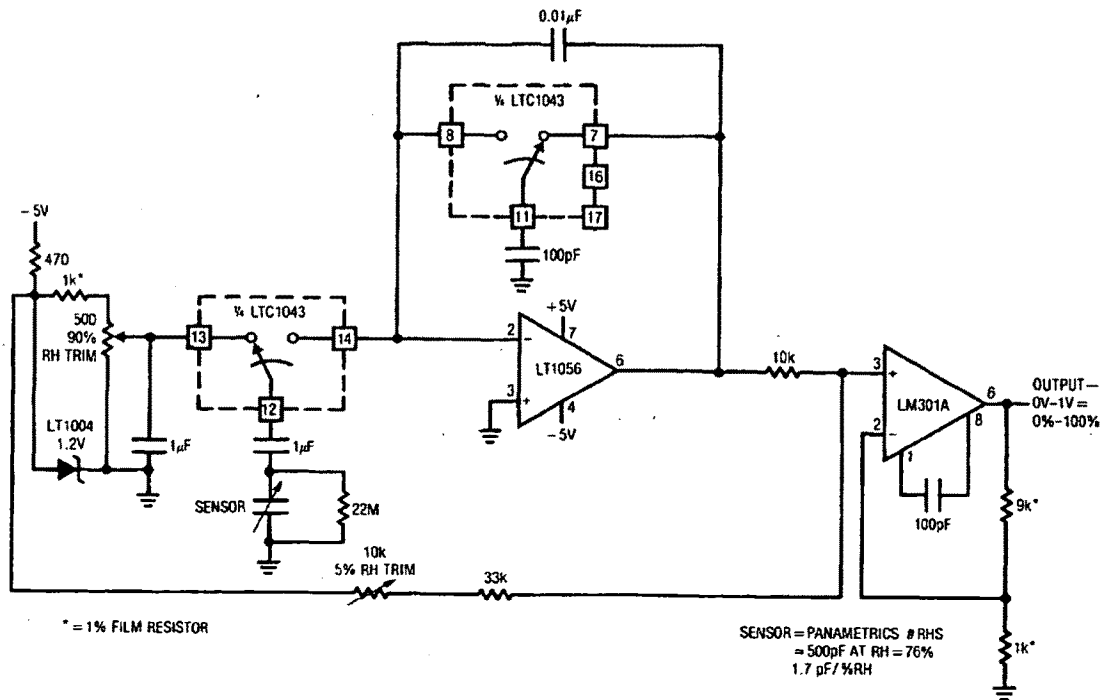 0.01µF
¼ LTC1043
8
7
16
17
11
100pF
- 5V
470
1k*
500
90%
RH TRIM
¼ LTC1043
13
14
12
LT1004
1.2V
1µF
1µF
SENSOR
22M
+5V
2
−
7
LT1056
6
3
+
4
−5V
10k
3
+
LM301A
6
2
−
8
1
100pF
OUTPUT—
0V-1V =
0%-100%
9k*
1k*
10k
5% RH TRIM
33k
* = 1% FILM RESISTOR
SENSOR = PANAMETRICS # RHS
≈ 500pF AT RH = 76%
1.7 pF/%RH